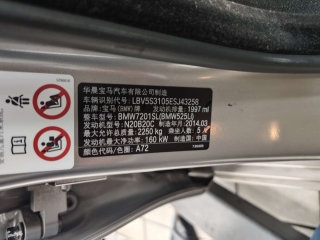 华晨宝马汽车有限公司制造
车辆识别代号: LBV5S3105ESJ43256
品牌: 宝马(BMW) 发动机排量: 1997 ml
整车型号: BMW7201SL(BMW525Li)
发动机型号: N20B20C 制造年月: 2014.03
最大允许总质量: 2250 kg 乘坐人数: 5 人
发动机最大净功率: 160 kW 制造国: 中国
颜色代码/色: A72